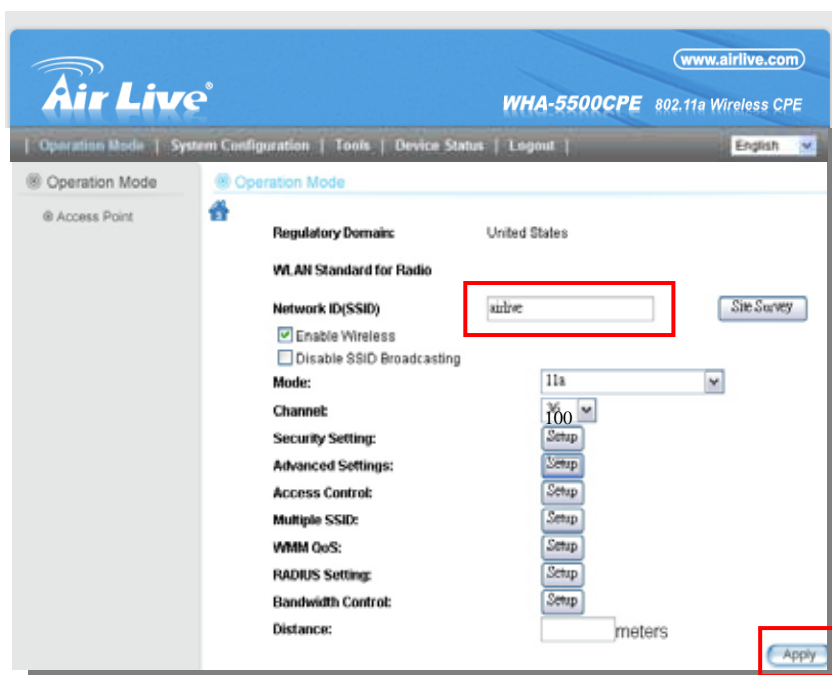 www.airlive.com
Air Live®
WHA-5500CPE 802.11a Wireless CPE
| Operation Mode | System Configuration | Tools | Device Status | Logout | English
Operation Mode
Access Point
Operation Mode
Regulatory Domain: United States
WLAN Standard for Radio
Network ID(SSID) airlive Site Survey
Enable Wireless
Disable SSID Broadcasting
Mode: 11a
Channel: 36
100
Security Setting: Setup
Advanced Settings: Setup
Access Control: Setup
Multiple SSID: Setup
WMM QoS: Setup
RADIUS Setting: Setup
Bandwidth Control: Setup
Distance: meters
Apply